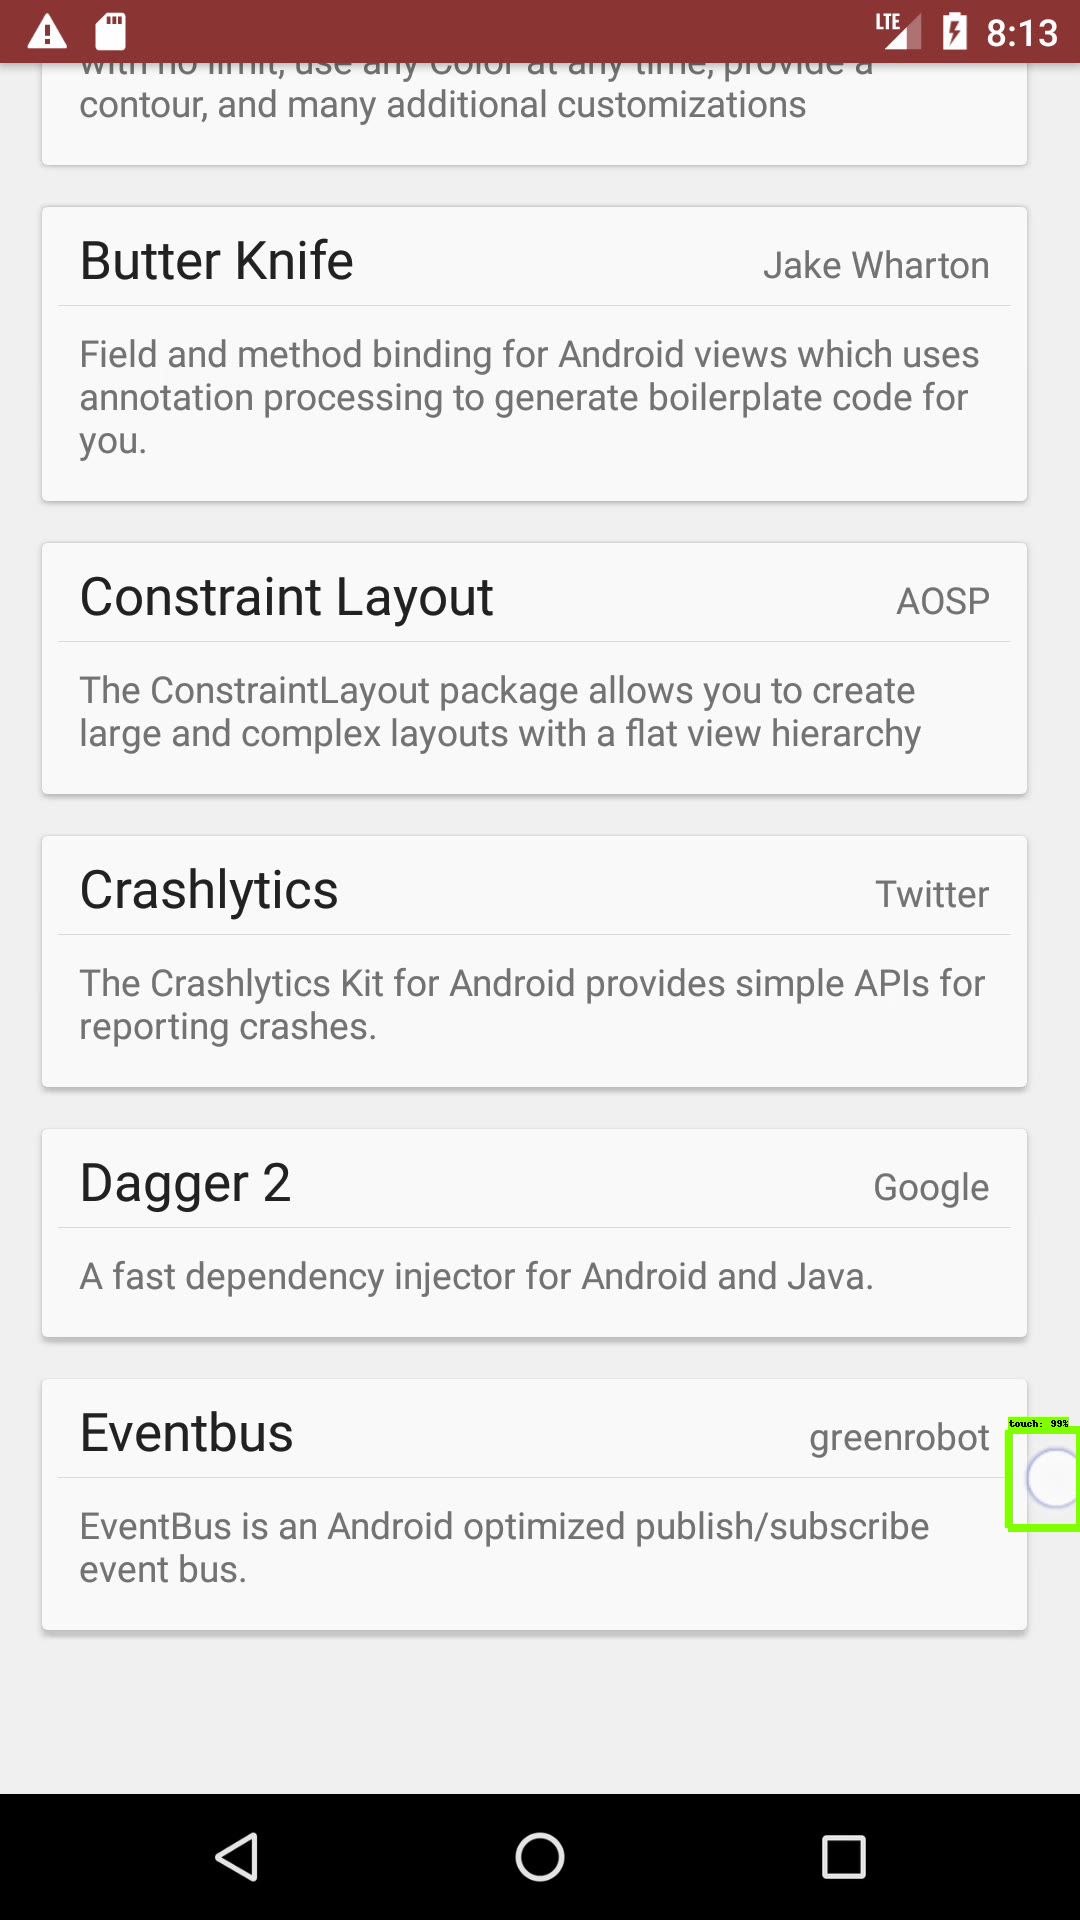 LTE 8:13
with no limit, use any Color at any time, provide a
contour, and many additional customizations
Butter Knife Jake Wharton
Field and method binding for Android views which uses
annotation processing to generate boilerplate code for
you.
Constraint Layout AOSP
The ConstraintLayout package allows you to create
large and complex layouts with a flat view hierarchy
Crashlytics Twitter
The Crashlytics Kit for Android provides simple APIs for
reporting crashes.
Dagger 2 Google
A fast dependency injector for Android and Java.
Eventbus greenrobot
touch: 99%
EventBus is an Android optimized publish/subscribe
event bus.